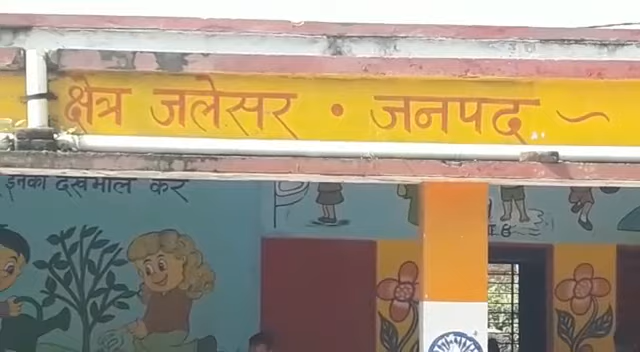 क्षेत्र जलेसर • जनपद ~
इनकी देखभाल करें